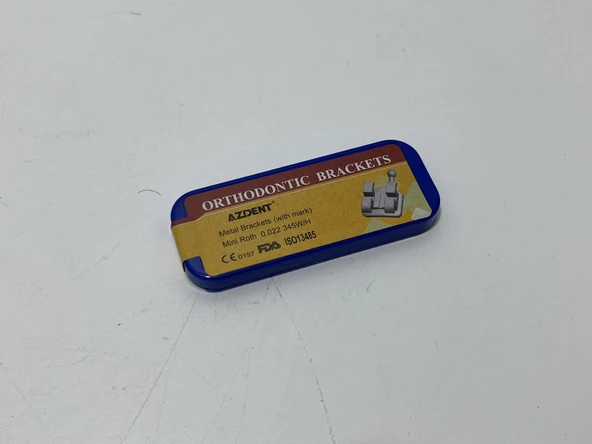 ORTHODONTIC BRACKETS
AZDENT®
Metal Brackets (with mark)
Mini Roth 0.022 345W/H
CE 0197 FDA ISO13485